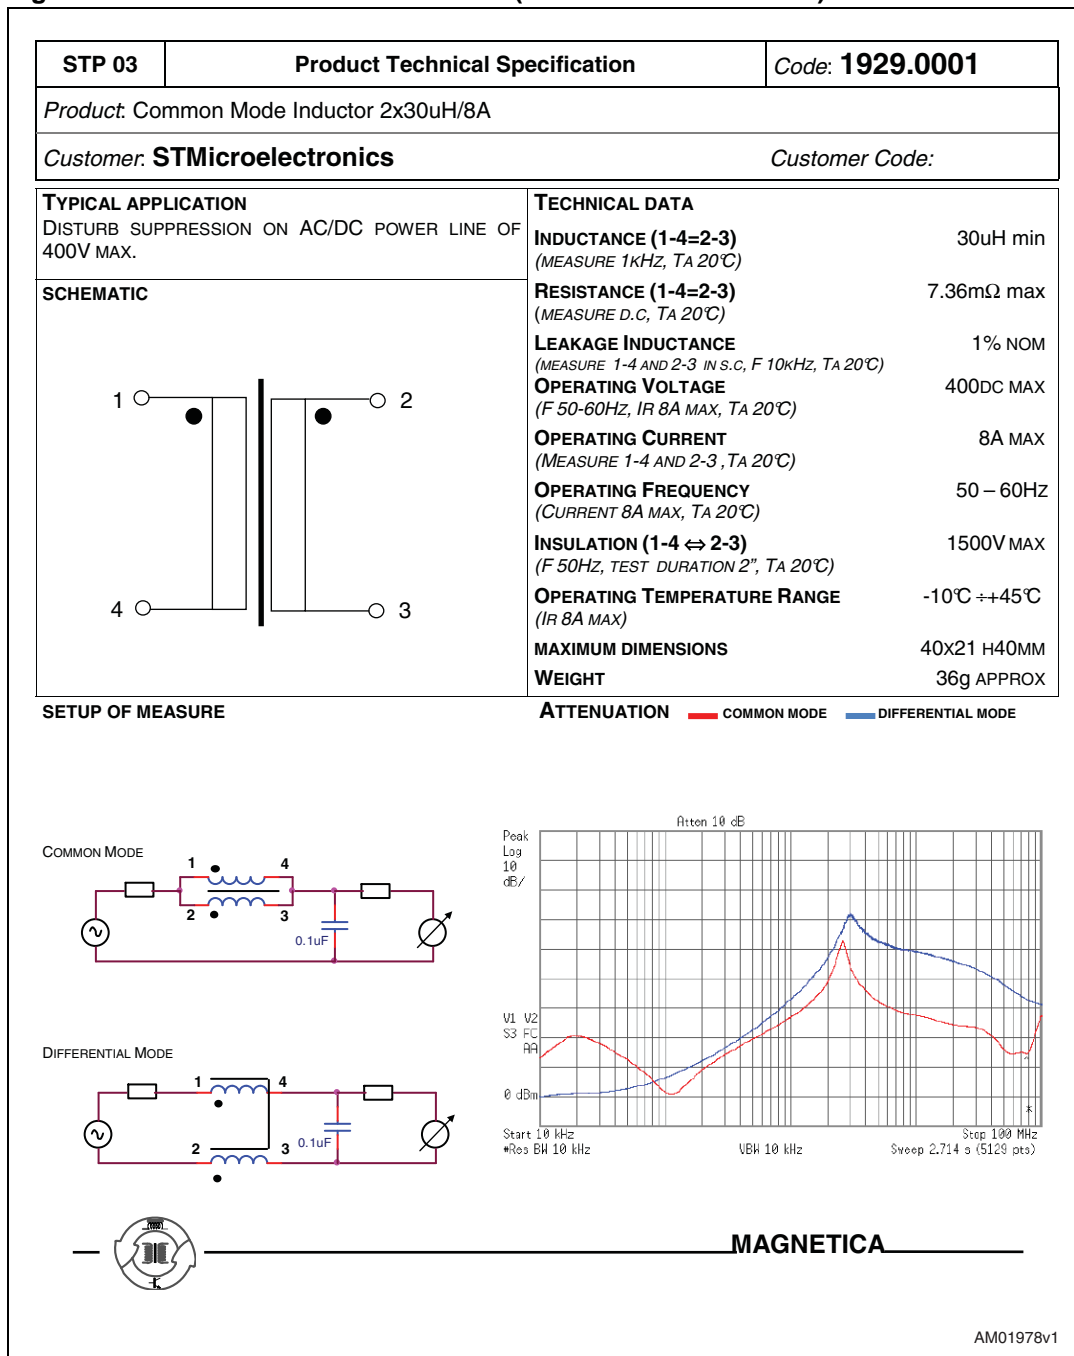 STP 03
Product Technical Specification
Code: 1929.0001
Product: Common Mode Inductor 2x30uH/8A
Customer: STMicroelectronics
Customer Code:
TYPICAL APPLICATION
DISTURB SUPPRESSION ON AC/DC POWER LINE OF
400V MAX.
SCHEMATIC
1
2
4
3
TECHNICAL DATA
INDUCTANCE (1-4=2-3) 30uH min
(MEASURE 1KHZ, TA 20°C)
RESISTANCE (1-4=2-3) 7.36mΩ max
(MEASURE D.C, TA 20°C)
LEAKAGE INDUCTANCE 1% NOM
(MEASURE 1-4 AND 2-3 IN S.C, F 10KHZ, TA 20°C)
OPERATING VOLTAGE 400DC MAX
(F 50-60HZ, IR 8A MAX, TA 20°C)
OPERATING CURRENT 8A MAX
(MEASURE 1-4 AND 2-3 ,TA 20°C)
OPERATING FREQUENCY 50 – 60HZ
(CURRENT 8A MAX, TA 20°C)
INSULATION (1-4 ⇔ 2-3) 1500V MAX
(F 50HZ, TEST DURATION 2”, TA 20°C)
OPERATING TEMPERATURE RANGE -10°C ÷+45°C
(IR 8A MAX)
MAXIMUM DIMENSIONS 40X21 H40MM
WEIGHT 36g APPROX
SETUP OF MEASURE
ATTENUATION COMMON MODE DIFFERENTIAL MODE
COMMON MODE
1 4
2 3
0.1uF
DIFFERENTIAL MODE
1 4
2 3
0.1uF
Atten 10 dB
Peak
Log
10
dB/
V1 V2
S3 FC
AA
0 dBm
Start 10 kHz Stop 100 MHz
#Res BW 10 kHz VBW 10 kHz Sweep 2.714 s (5129 pts)
MAGNETICA
AM01978v1